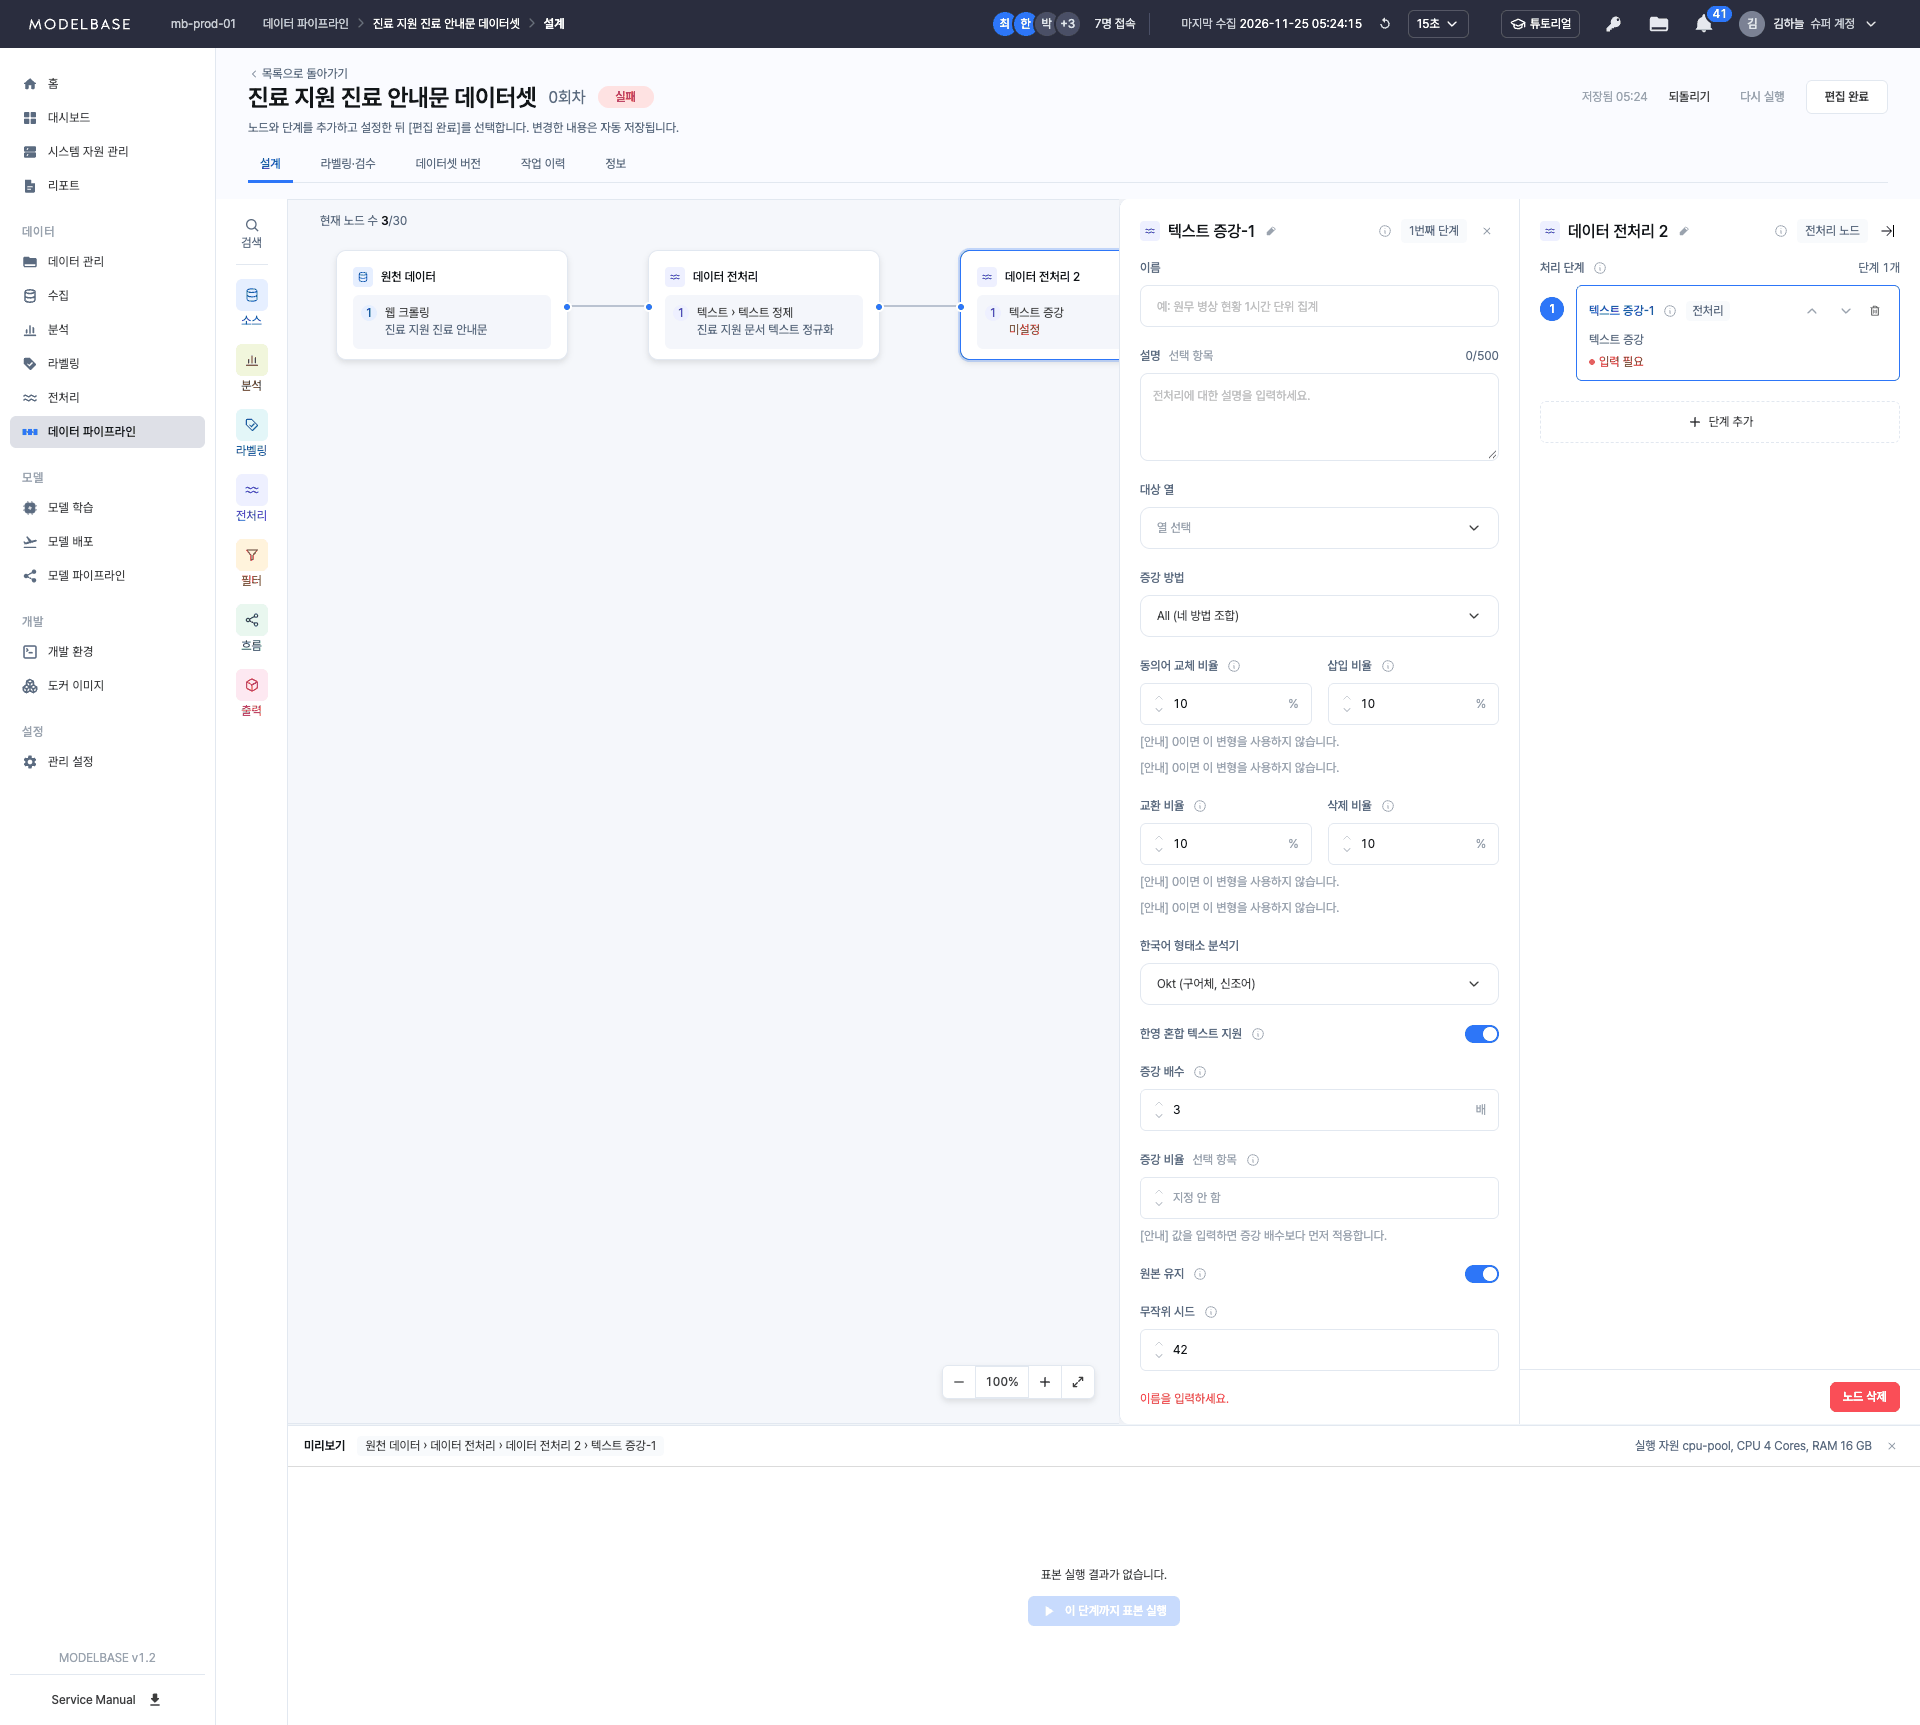 MODELBASE
mb-prod-01
데이터 파이프라인 > 진료 지원 진료 안내문 데이터셋 > 설계
최 한 박 +3 7명 접속
마지막 수집 2026-11-25 05:24:15
15초
튜토리얼
41
김 김하늘 슈퍼 계정
홈
대시보드
시스템 자원 관리
리포트
데이터
데이터 관리
수집
분석
라벨링
전처리
데이터 파이프라인
모델
모델 학습
모델 배포
모델 파이프라인
개발
개발 환경
도커 이미지
설정
관리 설정
MODELBASE v1.2
Service Manual
목록으로 돌아가기
진료 지원 진료 안내문 데이터셋 0회차 실패
노드와 단계를 추가하고 설정한 뒤 [편집 완료]를 선택합니다. 변경한 내용은 자동 저장됩니다.
저장됨 05:24 되돌리기 다시 실행 편집 완료
설계 라벨링·검수 데이터셋 버전 작업 이력 정보
검색
소스
분석
라벨링
전처리
필터
흐름
출력
현재 노드 수 3/30
원천 데이터
1 웹 크롤링
진료 지원 진료 안내문
데이터 전처리
1 텍스트 › 텍스트 정제
진료 지원 문서 텍스트 정규화
데이터 전처리 2
1 텍스트 증강
미설정
100%
텍스트 증강-1 1번째 단계
이름
예: 원무 병상 현황 1시간 단위 집계
설명 선택 항목 0/500
전처리에 대한 설명을 입력하세요.
대상 열
열 선택
증강 방법
All (네 방법 조합)
동의어 교체 비율 삽입 비율
10 % 10 %
[안내] 0이면 이 변형을 사용하지 않습니다.
[안내] 0이면 이 변형을 사용하지 않습니다.
교환 비율 삭제 비율
10 % 10 %
[안내] 0이면 이 변형을 사용하지 않습니다.
[안내] 0이면 이 변형을 사용하지 않습니다.
한국어 형태소 분석기
Okt (구어체, 신조어)
한영 혼합 텍스트 지원
증강 배수
3 배
증강 비율 선택 항목
지정 안 함
[안내] 값을 입력하면 증강 배수보다 먼저 적용합니다.
원본 유지
무작위 시드
42
이름을 입력하세요.
데이터 전처리 2 전처리 노드
처리 단계 단계 1개
1 텍스트 증강-1 전처리
텍스트 증강
입력 필요
단계 추가
노드 삭제
미리보기 원천 데이터 › 데이터 전처리 › 데이터 전처리 2 › 텍스트 증강-1
실행 자원 cpu-pool, CPU 4 Cores, RAM 16 GB
표본 실행 결과가 없습니다.
이 단계까지 표본 실행